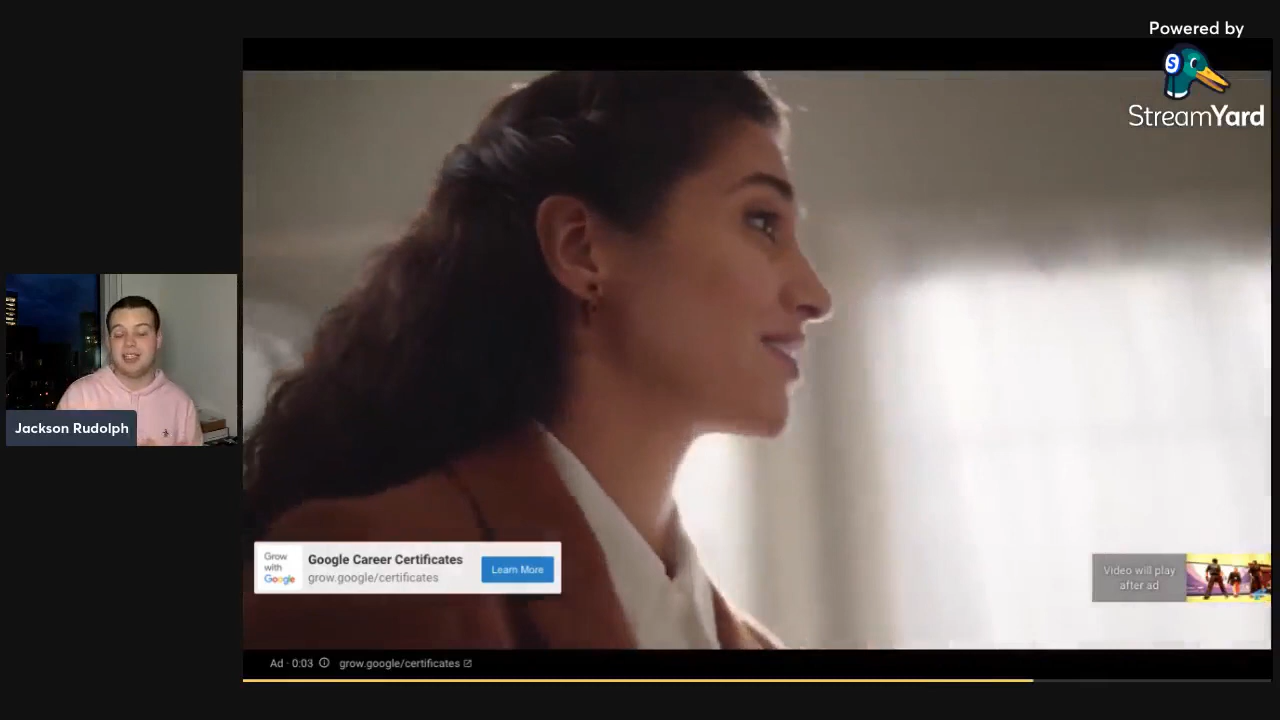 Powered by
S
StreamYard
Jackson Rudolph
Grow
with
Google
Google Career Certificates
grow.google/certificates
Learn More
Video will play
after ad
Ad · 0:03
grow.google/certificates